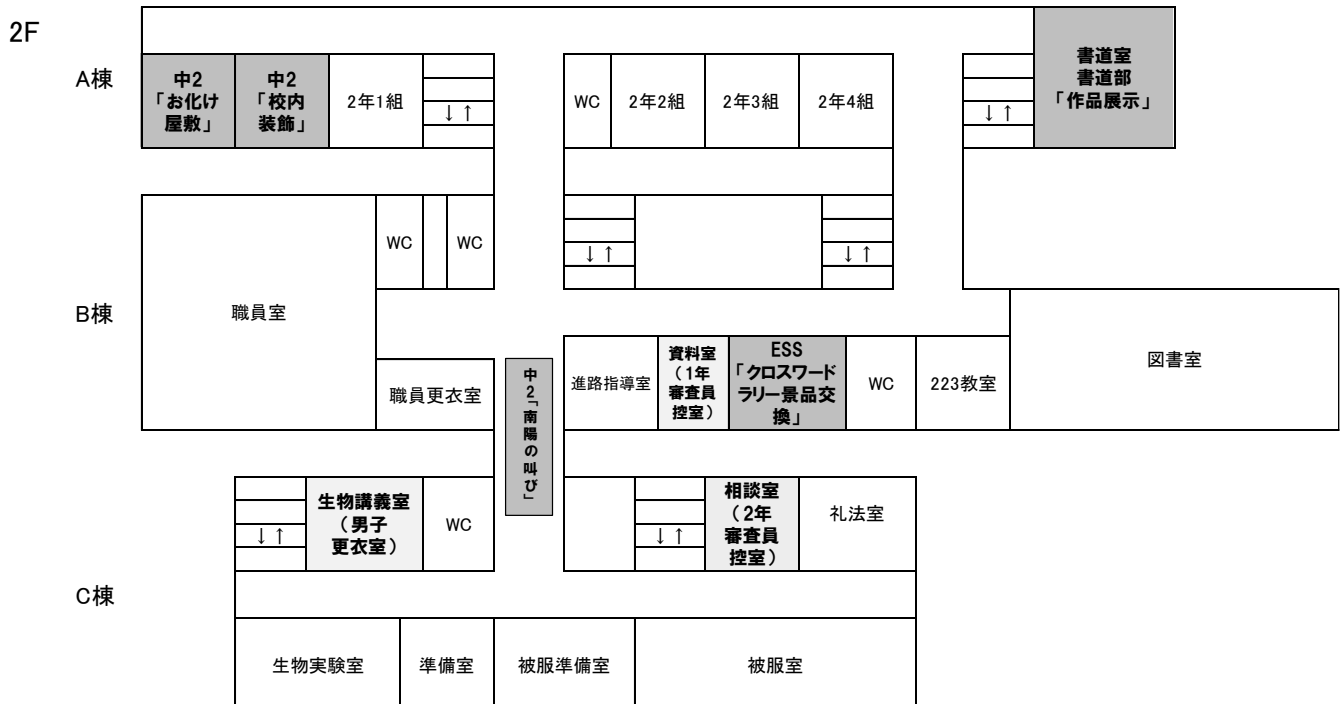 2F
A棟
中2
「お化け
屋敷」
中2
「校内
装飾」
2年1組
↓ ↑
WC
2年2組
2年3組
2年4組
↓ ↑
書道室
書道部
「作品展示」
B棟
職員室
WC
WC
↓ ↑
↓ ↑
職員更衣室
中2「南陽の叫び」
進路指導室
資料室
（1年
審査員
控室）
ESS
「クロスワード
ラリー景品交
換」
WC
223教室
図書室
C棟
↓ ↑
生物講義室
（男子
更衣室）
WC
↓ ↑
相談室
（2年
審査員
控室）
礼法室
生物実験室
準備室
被服準備室
被服室